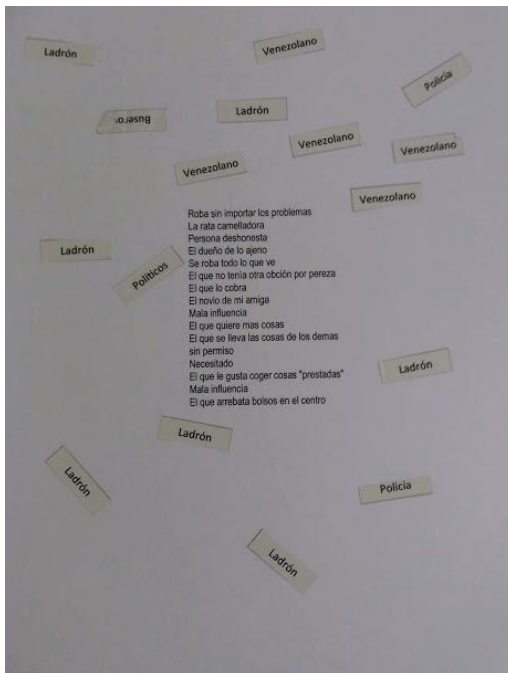 Ladrón
Venezolano
Policía
Busero
Ladrón
Venezolano
Venezolano
Venezolano
Venezolano
Roba sin importar los problemas
La rata camelladora
Persona deshonesta
El dueño de lo ajeno
Ladrón
Se roba todo lo que ve
Políticos
El que no tenia otra obción por pereza
El que lo cobra
El novio de mi amiga
Mala influencia
El que quiere mas cosas
El que se lleva las cosas de los demas
sin permiso
Necesitado
El que le gusta coger cosas "prestadas"
Ladrón
Mala influencia
El que arrebata bolsos en el centro
Ladrón
Ladrón
Policía
Ladrón